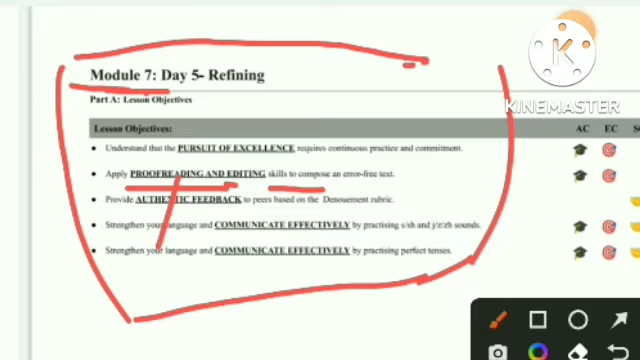 Module 7: Day 5– Refining
KINEMASTER
Part A: Lesson Objectives
Lesson Objectives: AC EC
Understand that the PURSUIT OF EXCELLENCE requires continuous practice and commitment.
Apply PROOFREADING AND EDITING skills to compose an error-free text.
Provide AUTHENTIC FEEDBACK to peers based on the Denouement rubric.
Strengthen your language and COMMUNICATE EFFECTIVELY by practising s/sh and j/z/zh sounds.
Strengthen your language and COMMUNICATE EFFECTIVELY by practising perfect tenses.